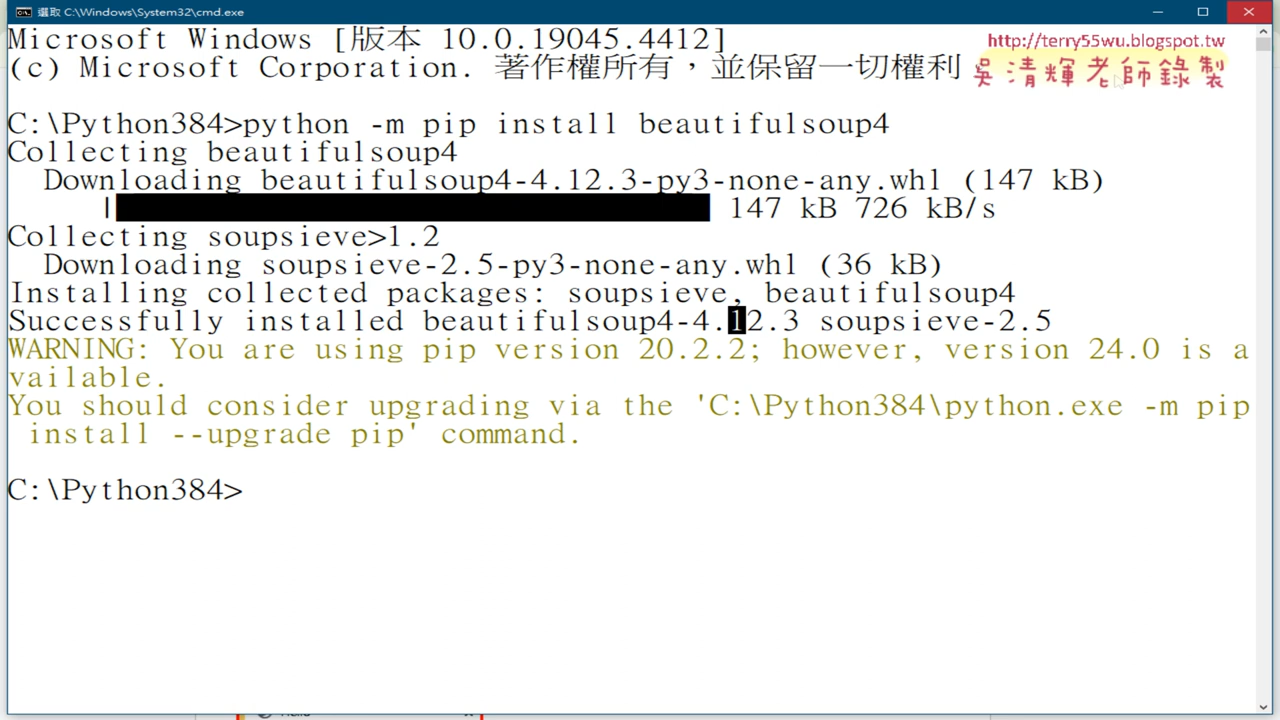 選取 C:\Windows\System32\cmd.exe
Microsoft Windows [版本 10.0.19045.4412]
(c) Microsoft Corporation. 著作權所有，並保留一切權利
http://terry55wu.blogspot.tw
吳清輝老師錄製
C:\Python384>python -m pip install beautifulsoup4
Collecting beautifulsoup4
  Downloading beautifulsoup4-4.12.3-py3-none-any.whl (147 kB)
     |████████████████████████████████| 147 kB 726 kB/s
Collecting soupsieve>1.2
  Downloading soupsieve-2.5-py3-none-any.whl (36 kB)
Installing collected packages: soupsieve, beautifulsoup4
Successfully installed beautifulsoup4-4.12.3 soupsieve-2.5
WARNING: You are using pip version 20.2.2; however, version 24.0 is a
vailable.
You should consider upgrading via the 'C:\Python384\python.exe -m pip
 install --upgrade pip' command.
C:\Python384>